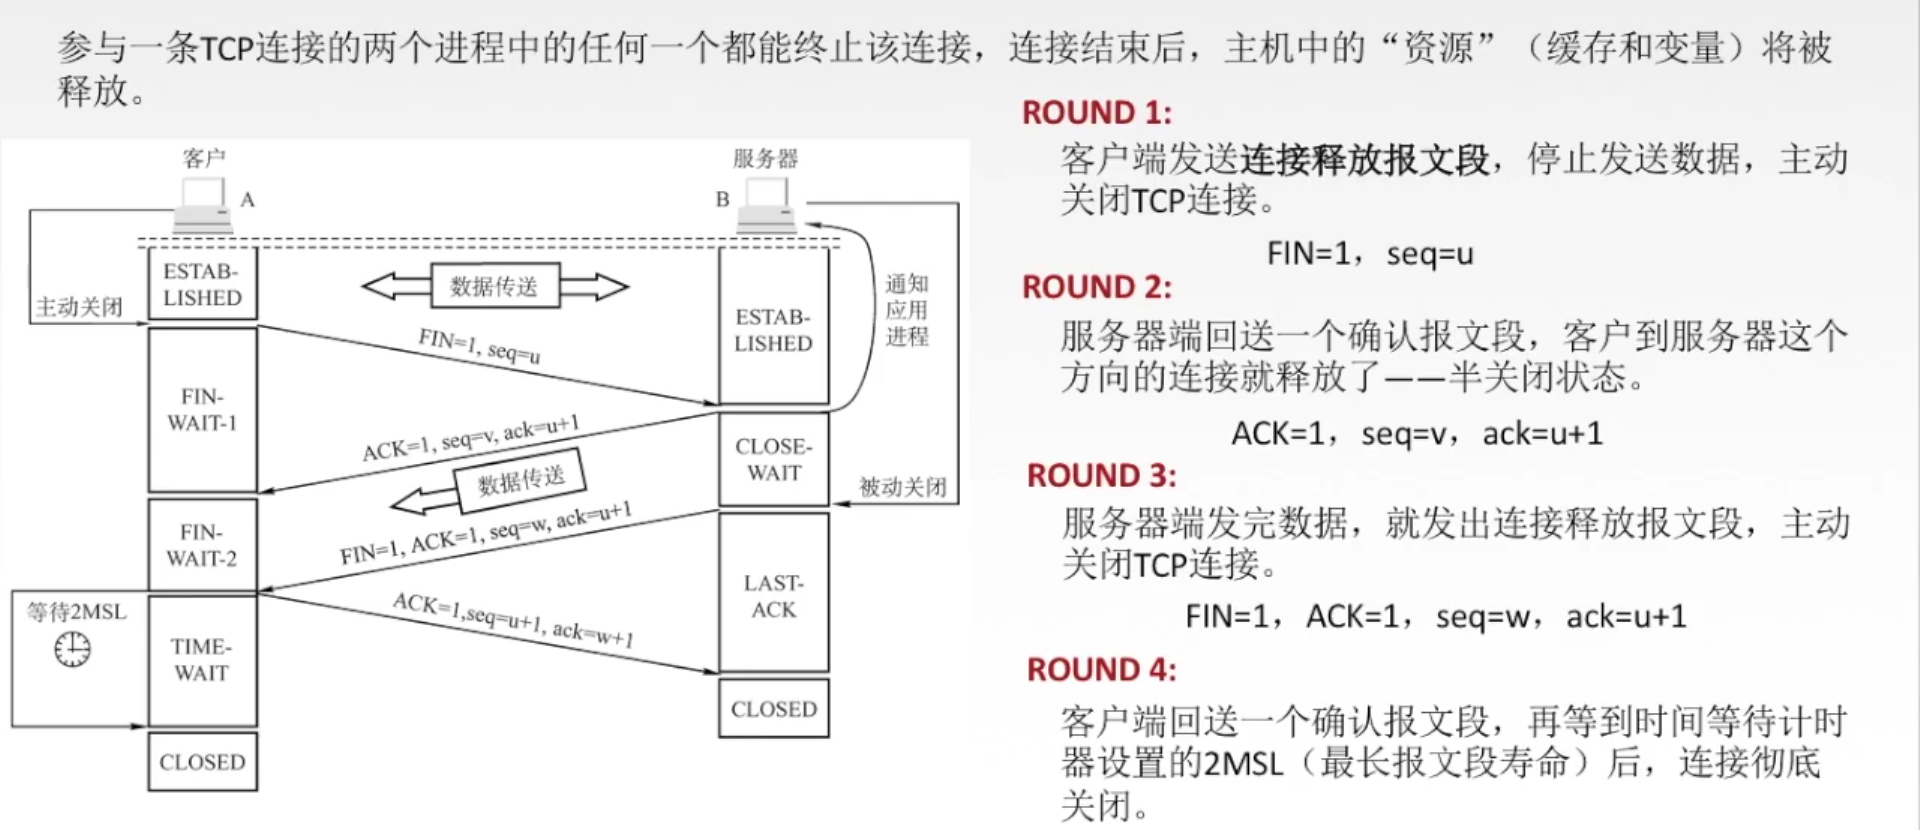 参与一条TCP连接的两个进程中的任何一个都能终止该连接，连接结束后，主机中的“资源”（缓存和变量）将被
释放。
客户
A
服务器
B
ESTAB-
LISHED
数据传送
主动关闭
ESTAB-
LISHED
通知
应用
进程
FIN=1, seq=u
FIN-
WAIT-1
ACK=1, seq=v, ack=u+1
CLOSE-
WAIT
数据传送
被动关闭
FIN-
WAIT-2
FIN=1, ACK=1, seq=w, ack=u+1
LAST-
ACK
等待2MSL
ACK=1,seq=u+1, ack=w+1
TIME-
WAIT
CLOSED
CLOSED
ROUND 1:
客户端发送连接释放报文段，停止发送数据，主动
关闭TCP连接。
FIN=1，seq=u
ROUND 2:
服务器端回送一个确认报文段，客户到服务器这个
方向的连接就释放了——半关闭状态。
ACK=1，seq=v，ack=u+1
ROUND 3:
服务器端发完数据，就发出连接释放报文段，主动
关闭TCP连接。
FIN=1，ACK=1，seq=w，ack=u+1
ROUND 4:
客户端回送一个确认报文段，再等到时间等待计时
器设置的2MSL（最长报文段寿命）后，连接彻底
关闭。